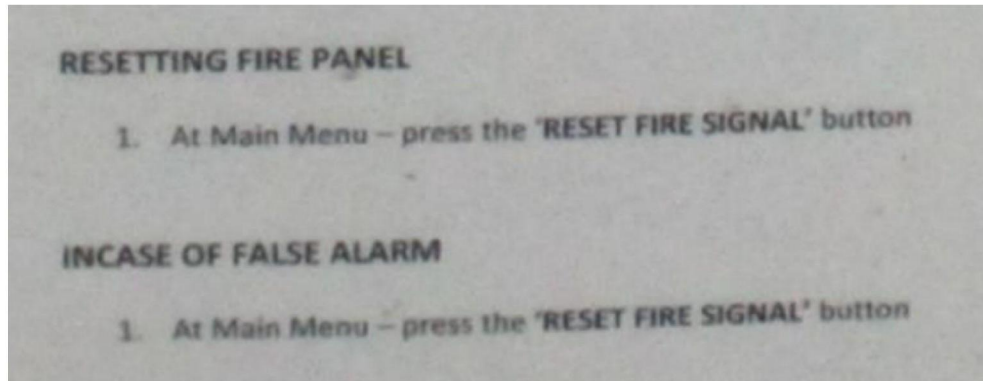 RESETTING FIRE PANEL
1. At Main Menu – press the 'RESET FIRE SIGNAL' button
INCASE OF FALSE ALARM
1. At Main Menu – press the 'RESET FIRE SIGNAL' button